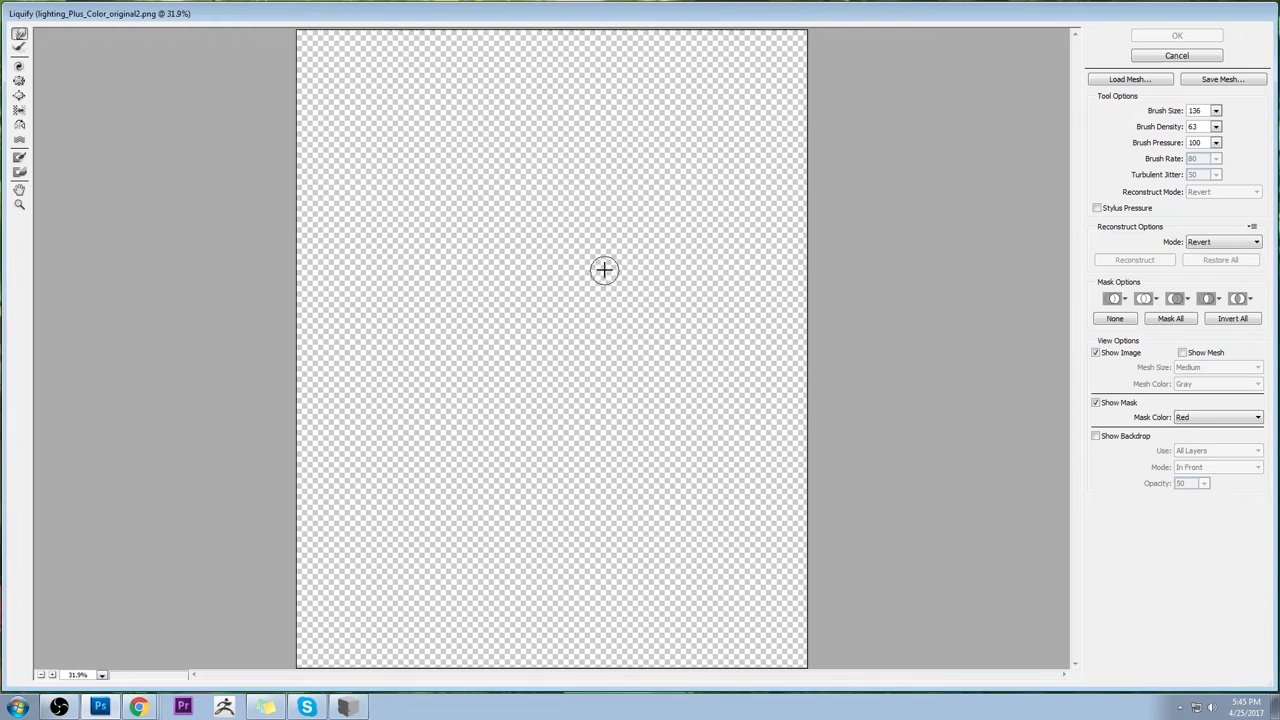 Liquify (lighting_Plus_Color_original2.png @ 31.9%)
OK
Cancel
Load Mesh... Save Mesh...
Tool Options
Brush Size: 136
Brush Density: 63
Brush Pressure: 100
Brush Rate: 80
Turbulent Jitter: 50
Reconstruct Mode: Revert
Stylus Pressure
Reconstruct Options
Mode: Revert
Reconstruct Restore All
Mask Options
None Mask All Invert All
View Options
Show Image Show Mesh
Mesh Size: Medium
Mesh Color: Gray
Show Mask
Mask Color: Red
Show Backdrop
Use: All Layers
Mode: In Front
Opacity: 50
31.9%
Ps Pr S
5:45 PM
4/25/2017